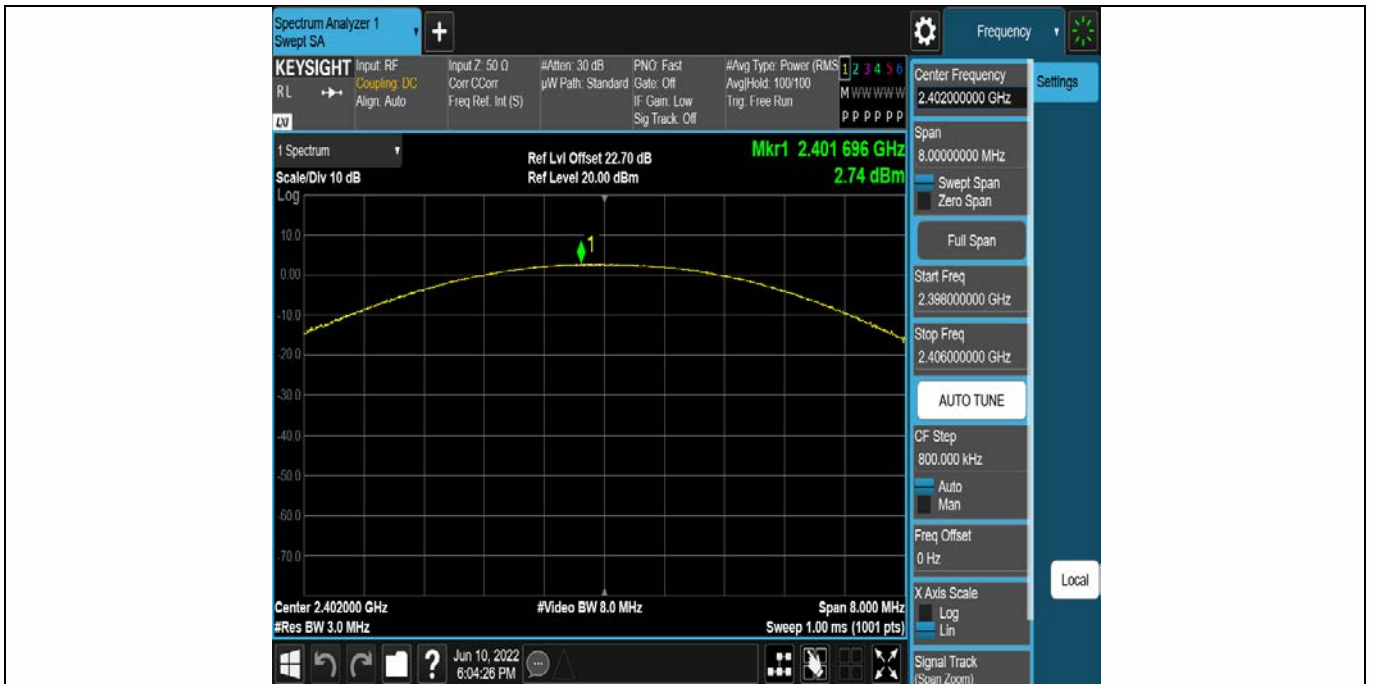 Spectrum Analyzer 1
Swept SA
+
Frequency
KEYSIGHT
RL
LXI
Input: RF
Coupling: DC
Align: Auto
Input Z: 50 Ω
Corr CCorr
Freq Ref: Int (S)
#Atten: 30 dB
µW Path: Standard
PNO: Fast
Gate: Off
IF Gain: Low
Sig Track: Off
#Avg Type: Power (RMS
Avg|Hold: 100/100
Trig: Free Run
1 2 3 4 5 6
M W W W W W
P P P P P P
Center Frequency
2.402000000 GHz
Settings
Span
8.00000000 MHz
Swept Span
Zero Span
Full Span
Start Freq
2.398000000 GHz
Stop Freq
2.406000000 GHz
AUTO TUNE
CF Step
800.000 kHz
Auto
Man
Freq Offset
0 Hz
X Axis Scale
Log
Lin
Signal Track
(Span Zoom)
Local
1 Spectrum
Scale/Div 10 dB
Log
Ref Lvl Offset 22.70 dB
Ref Level 20.00 dBm
Mkr1 2.401 696 GHz
2.74 dBm
1
10.0
0.00
-10.0
-20.0
-30.0
-40.0
-50.0
-60.0
-70.0
Center 2.402000 GHz
#Res BW 3.0 MHz
#Video BW 8.0 MHz
Span 8.000 MHz
Sweep 1.00 ms (1001 pts)
?
Jun 10, 2022
6:04:26 PM